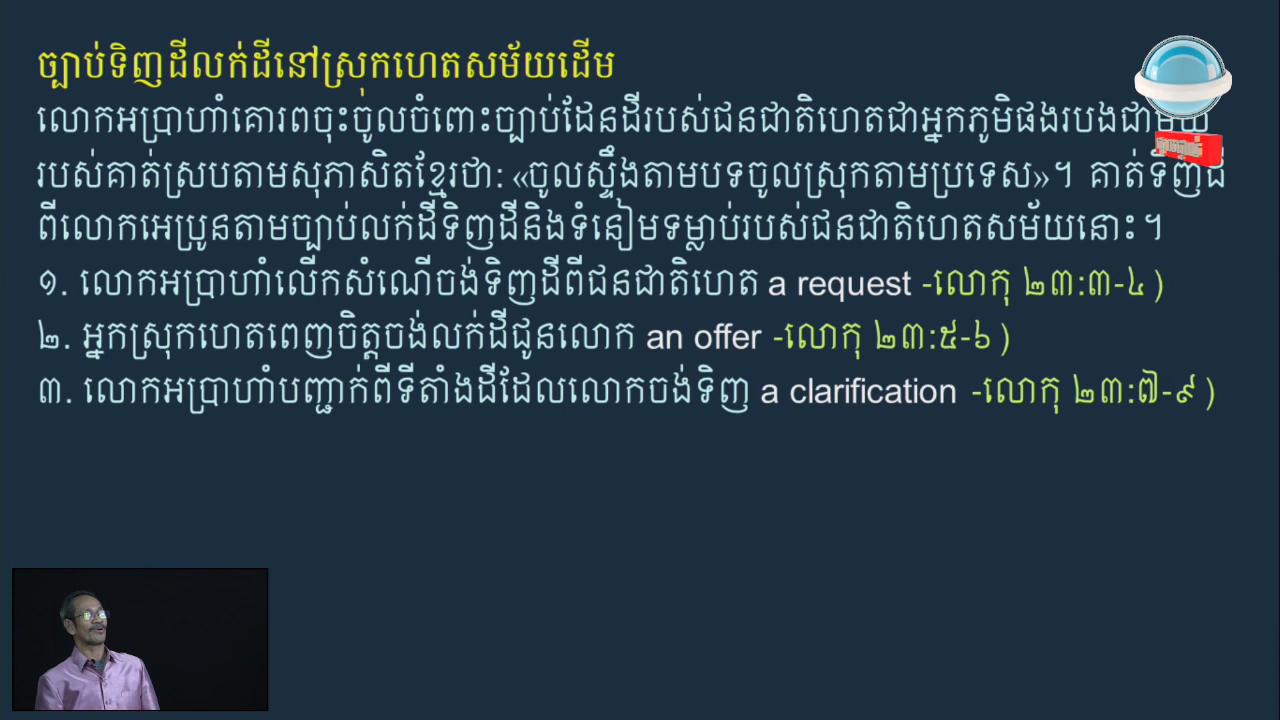 ច្បាប់ទិញដីលក់ដីនៅស្រុកហេតសម័យដើម
លោកអប្រាហាំគោរពចុះចូលចំពោះច្បាប់ដែនដីរបស់ជនជាតិហេតជាអ្នកភូមិផងរបងជាមួយ
របស់គាត់ស្របតាមសុភាសិតខ្មែរថា: «ចូលស្ទឹងតាមបទចូលស្រុកតាមប្រទេស»។ គាត់ទិញដី
ពីលោកអេប្រូនតាមច្បាប់លក់ដីទិញដីនិងទំនៀមទម្លាប់របស់ជនជាតិហេតសម័យនោះ។
១. លោកអប្រាហាំលើកសំណើចង់ទិញដីពីជនជាតិហេត a request -លោកុ ២៣:៣-៤)
២. អ្នកស្រុកហេតពេញចិត្តចង់លក់ដីជូនលោក an offer -លោកុ ២៣:៥-៦)
៣. លោកអប្រាហាំបញ្ជាក់ពីទីតាំងដីដែលលោកចង់ទិញ a clarification -លោកុ ២៣:៧-៩)